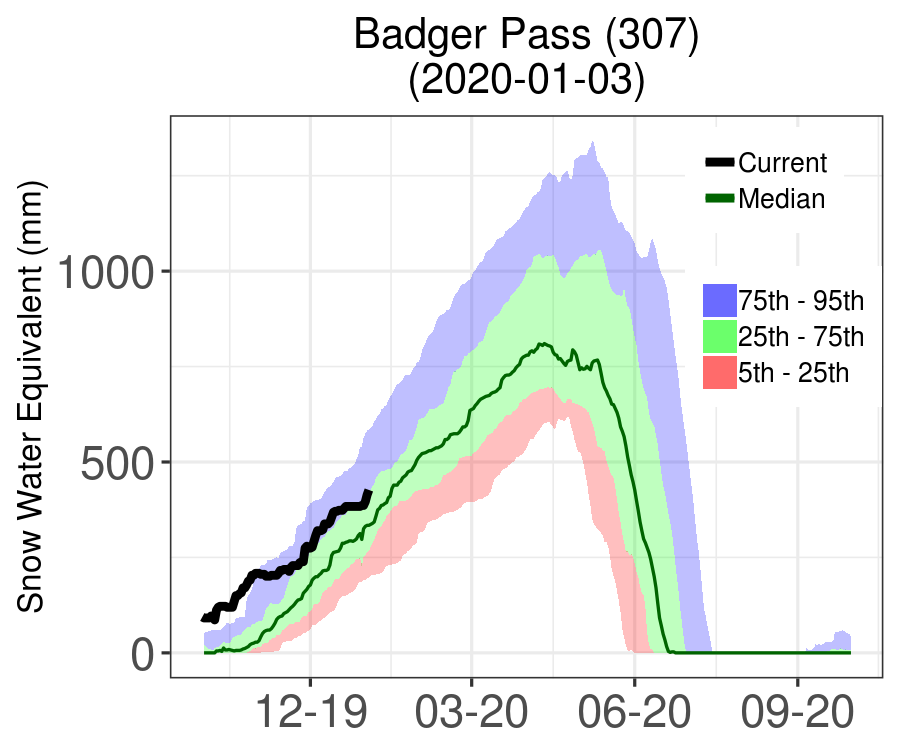 Badger Pass (307)
(2020-01-03)
Snow Water Equivalent (mm)
1000
500
0
12-19
03-20
06-20
09-20
Current
Median
75th - 95th
25th - 75th
5th - 25th